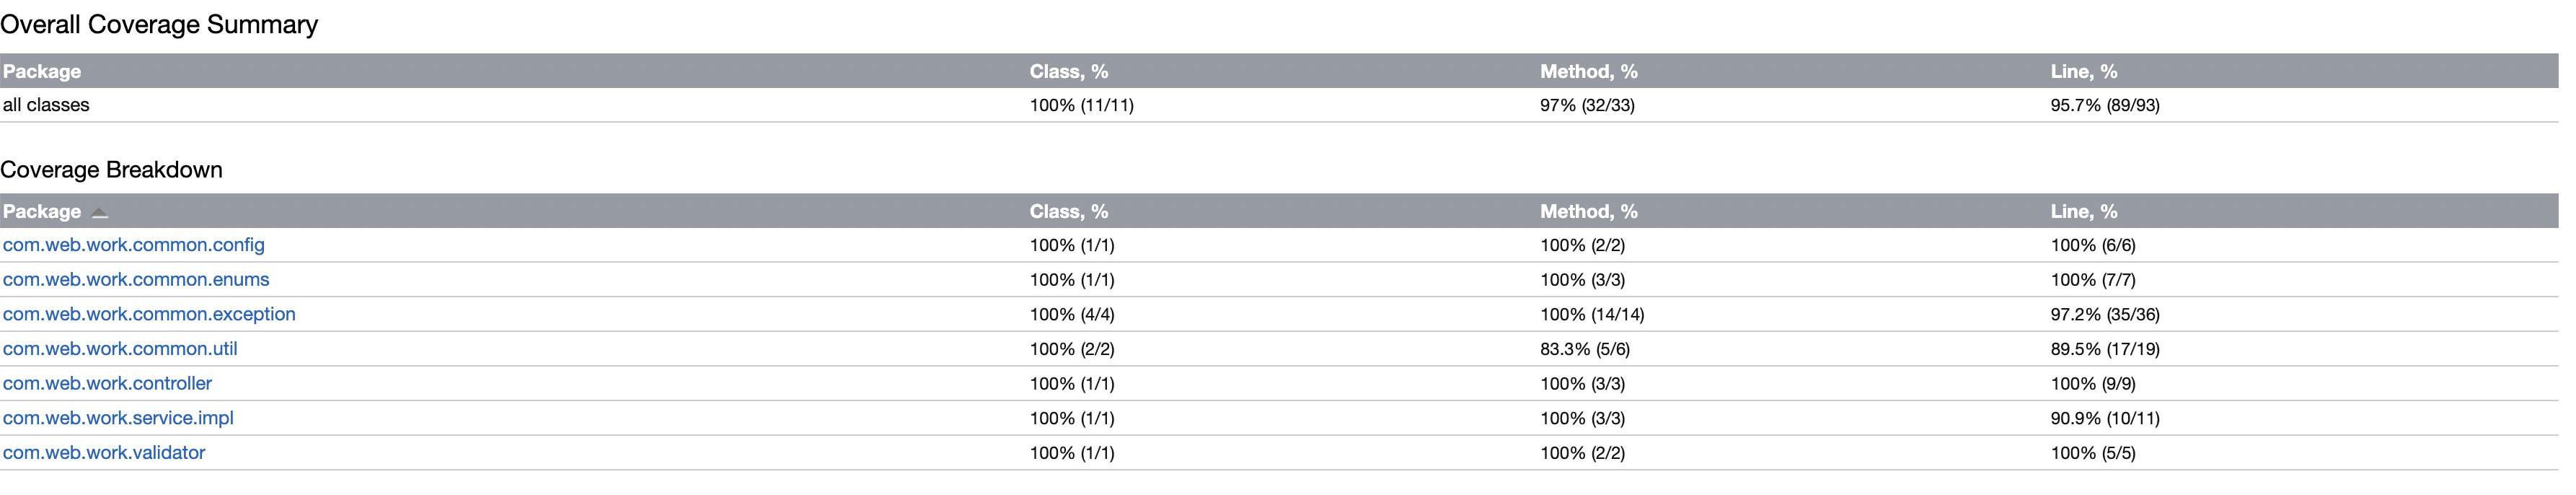 Overall Coverage Summary
Package Class, % Method, % Line, %
all classes 100% (11/11) 97% (32/33) 95.7% (89/93)
Coverage Breakdown
Package Class, % Method, % Line, %
com.web.work.common.config 100% (1/1) 100% (2/2) 100% (6/6)
com.web.work.common.enums 100% (1/1) 100% (3/3) 100% (7/7)
com.web.work.common.exception 100% (4/4) 100% (14/14) 97.2% (35/36)
com.web.work.common.util 100% (2/2) 83.3% (5/6) 89.5% (17/19)
com.web.work.controller 100% (1/1) 100% (3/3) 100% (9/9)
com.web.work.service.impl 100% (1/1) 100% (3/3) 90.9% (10/11)
com.web.work.validator 100% (1/1) 100% (2/2) 100% (5/5)